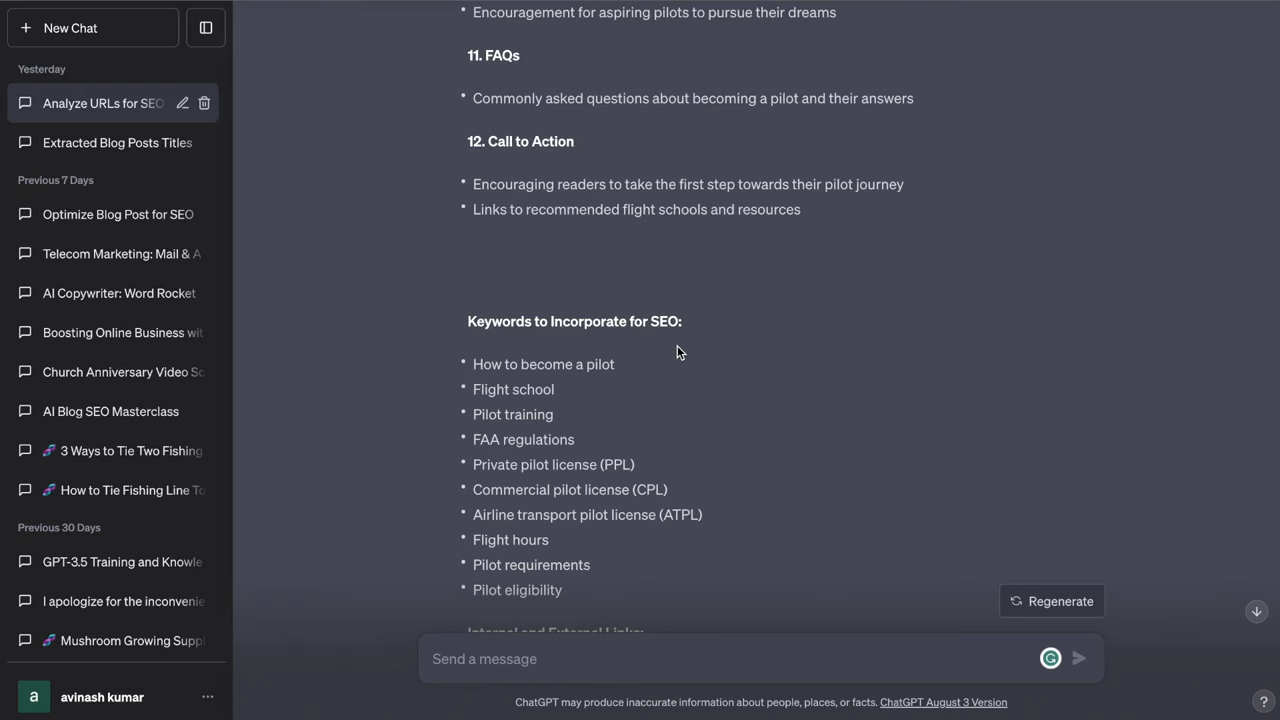 New Chat
Yesterday
Analyze URLs for SEO
Extracted Blog Posts Titles
Previous 7 Days
Optimize Blog Post for SEO
Telecom Marketing: Mail & A
AI Copywriter: Word Rocket
Boosting Online Business wit
Church Anniversary Video Sc
AI Blog SEO Masterclass
3 Ways to Tie Two Fishing
How to Tie Fishing Line To
Previous 30 Days
GPT-3.5 Training and Knowle
I apologize for the inconvenie
Mushroom Growing Supp
a
avinash kumar
• Encouragement for aspiring pilots to pursue their dreams
11. FAQs
• Commonly asked questions about becoming a pilot and their answers
12. Call to Action
• Encouraging readers to take the first step towards their pilot journey
• Links to recommended flight schools and resources
Keywords to Incorporate for SEO:
• How to become a pilot
• Flight school
• Pilot training
• FAA regulations
• Private pilot license (PPL)
• Commercial pilot license (CPL)
• Airline transport pilot license (ATPL)
• Flight hours
• Pilot requirements
• Pilot eligibility
Internal and External Links:
Regenerate
Send a message
ChatGPT may produce inaccurate information about people, places, or facts. ChatGPT August 3 Version
?